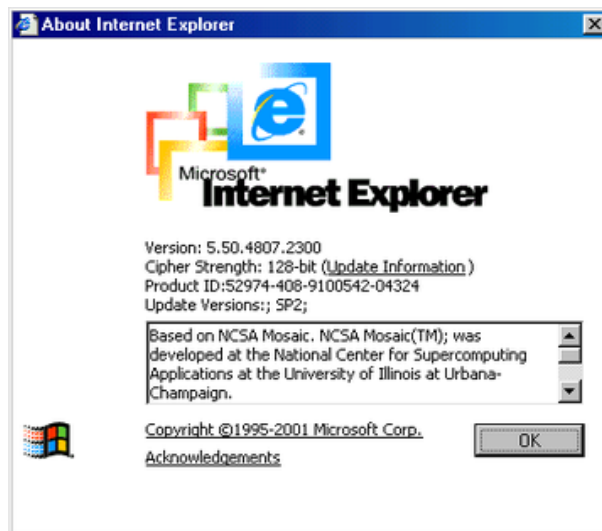 About Internet Explorer
Microsoft®
Internet Explorer
Version: 5.50.4807.2300
Cipher Strength: 128-bit (Update Information )
Product ID:52974-408-9100542-04324
Update Versions:; SP2;
Based on NCSA Mosaic. NCSA Mosaic(TM); was
developed at the National Center for Supercomputing
Applications at the University of Illinois at Urbana-
Champaign.
Copyright ©1995-2001 Microsoft Corp.
OK
Acknowledgements